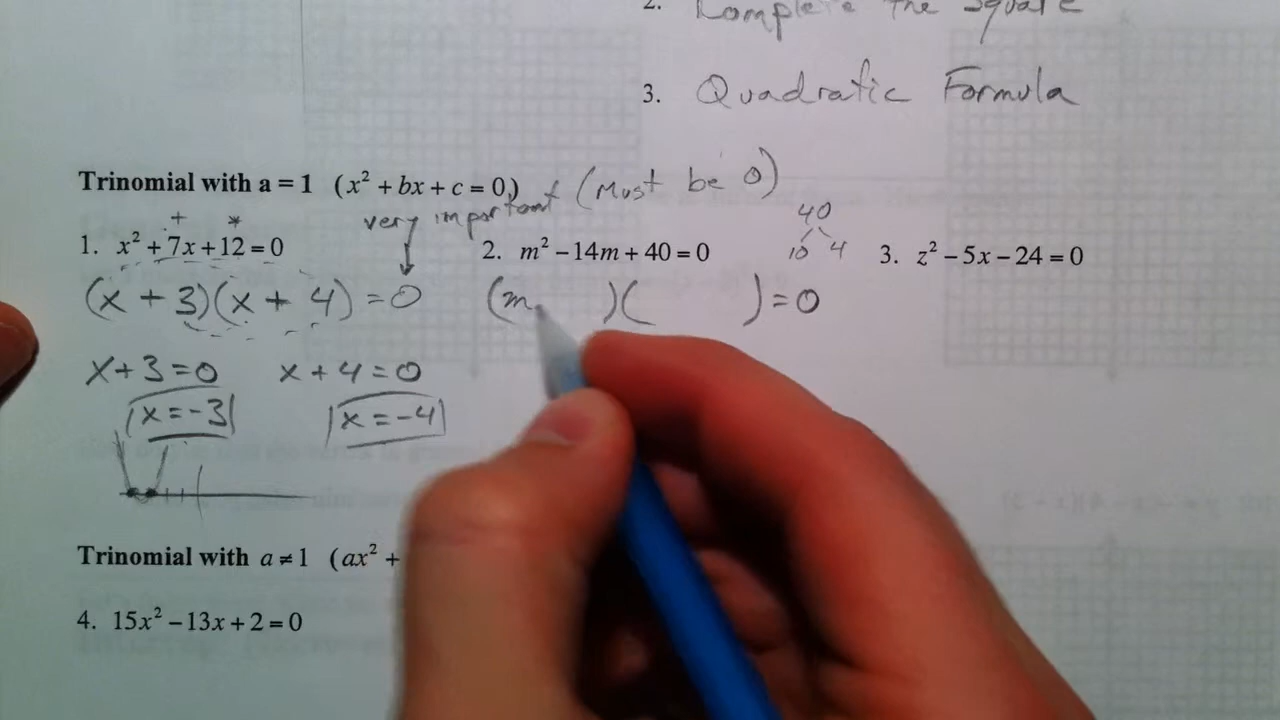 2. Complete the Square
3. Quadratic Formula
Trinomial with a = 1 (x² + bx + c = 0) (Must be 0)
very important
+ *
40
10 4
1. x² + 7x + 12 = 0
(x + 3)(x + 4) = 0
x + 3 = 0 x + 4 = 0
x = -3 x = -4
2. m² − 14m + 40 = 0
(m )( ) = 0
3. z² − 5x − 24 = 0
Trinomial with a ≠ 1 (ax² +
4. 15x² − 13x + 2 = 0